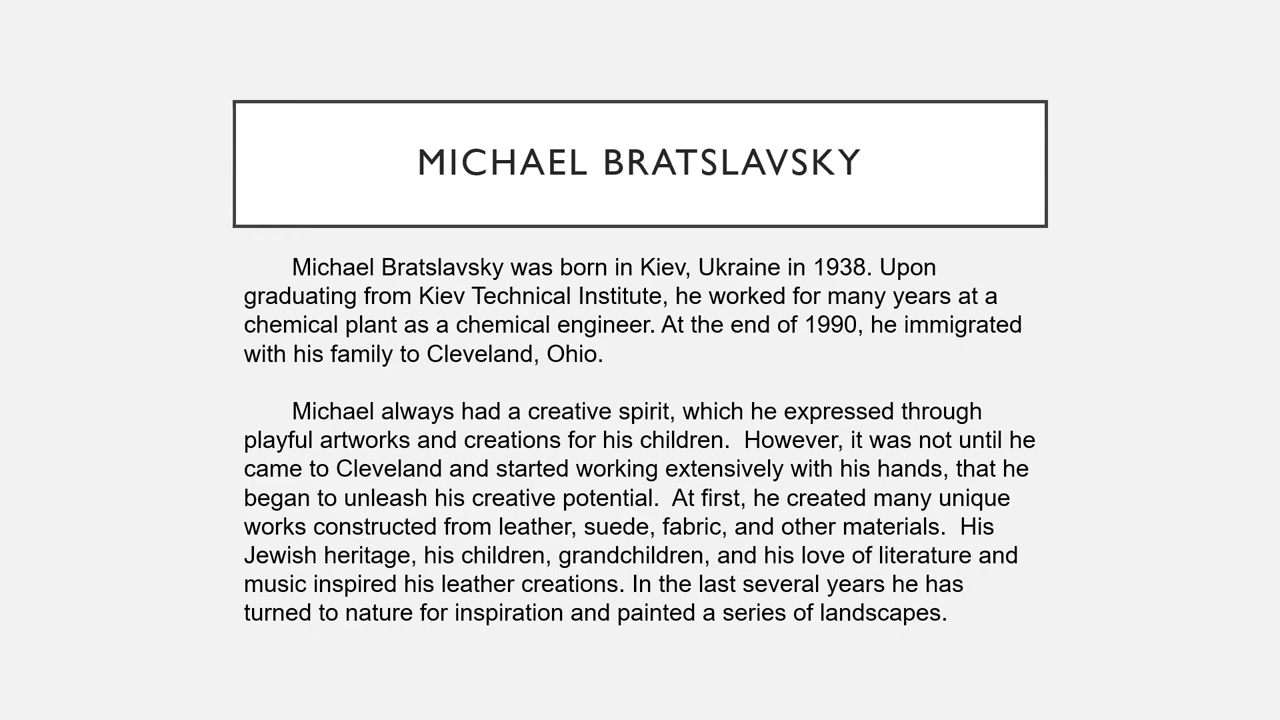 MICHAEL BRATSLAVSKY
Michael Bratslavsky was born in Kiev, Ukraine in 1938. Upon
graduating from Kiev Technical Institute, he worked for many years at a
chemical plant as a chemical engineer. At the end of 1990, he immigrated
with his family to Cleveland, Ohio.
Michael always had a creative spirit, which he expressed through
playful artworks and creations for his children.  However, it was not until he
came to Cleveland and started working extensively with his hands, that he
began to unleash his creative potential.  At first, he created many unique
works constructed from leather, suede, fabric, and other materials.  His
Jewish heritage, his children, grandchildren, and his love of literature and
music inspired his leather creations. In the last several years he has
turned to nature for inspiration and painted a series of landscapes.